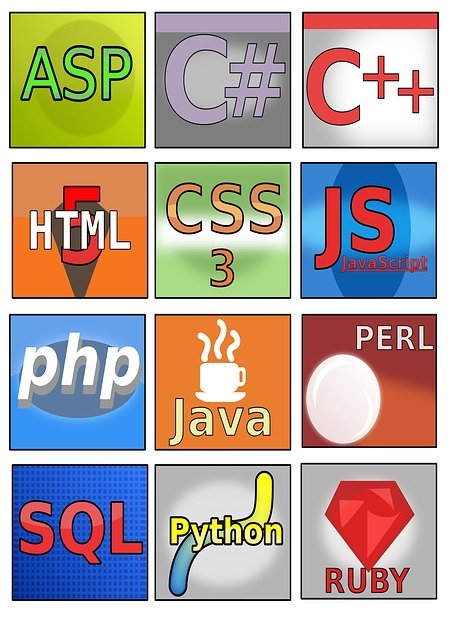 ASP
C#
C++
HTML
5
CSS
3
JS
JavaScript
php
Java
PERL
SQL
Python
RUBY